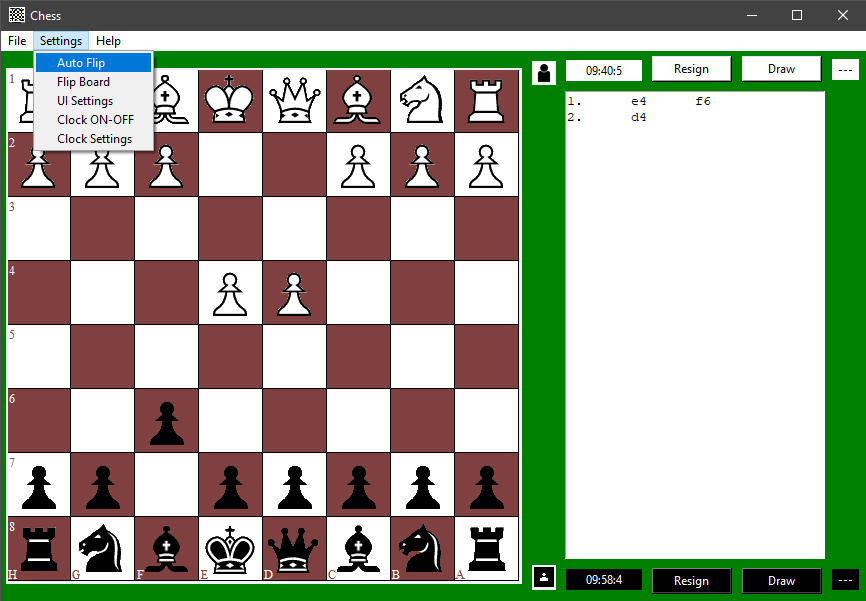 Chess
File Settings Help
Auto Flip
Flip Board
UI Settings
Clock ON-OFF
Clock Settings
09:40:5 Resign Draw ---
1. e4 f6
2. d4
1
2
3
4
5
6
7
8
H G F E D C B A
09:58:4 Resign Draw ---